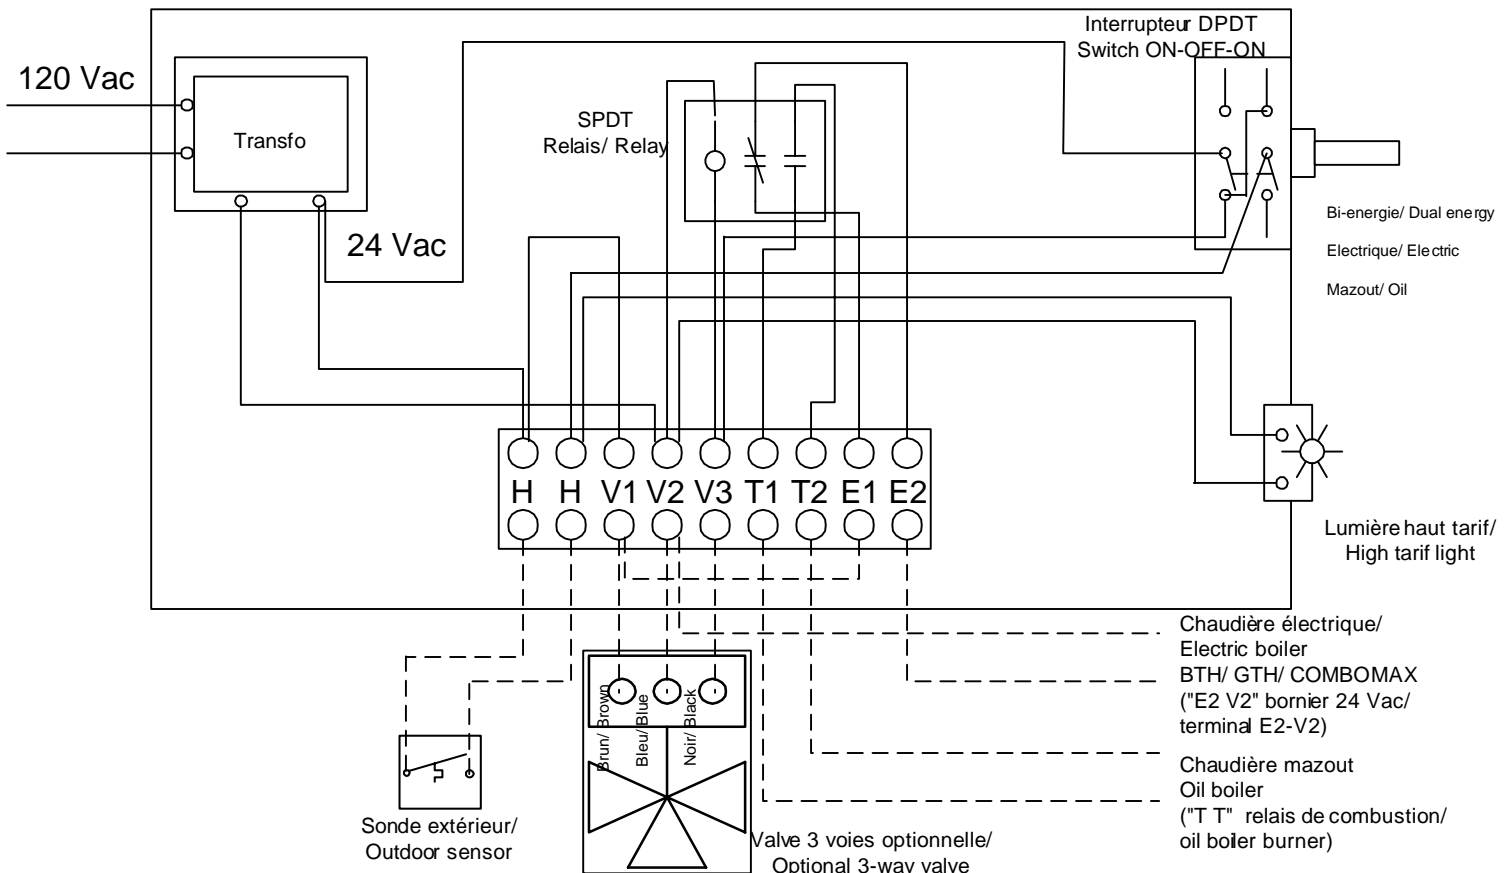 Interrupteur DPDT
Switch ON-OFF-ON
120 Vac
Transfo
SPDT
Relais/ Relay
24 Vac
Bi-energie/ Dual energy
Electrique/ Electric
Mazout/ Oil
H H V1 V2 V3 T1 T2 E1 E2
Lumière haut tarif/
High tarif light
Chaudière électrique/
Electric boiler
BTH/ GTH/ COMBOMAX
("E2 V2" bornier 24 Vac/
terminal E2-V2)
Chaudière mazout
Oil boiler
("T T" relais de combustion/
oil boiler burner)
Brun/ Brown
Bleu/ Blue
Noir/ Black
Sonde extérieur/
Outdoor sensor
Valve 3 voies optionnelle/
Optional 3-way valve